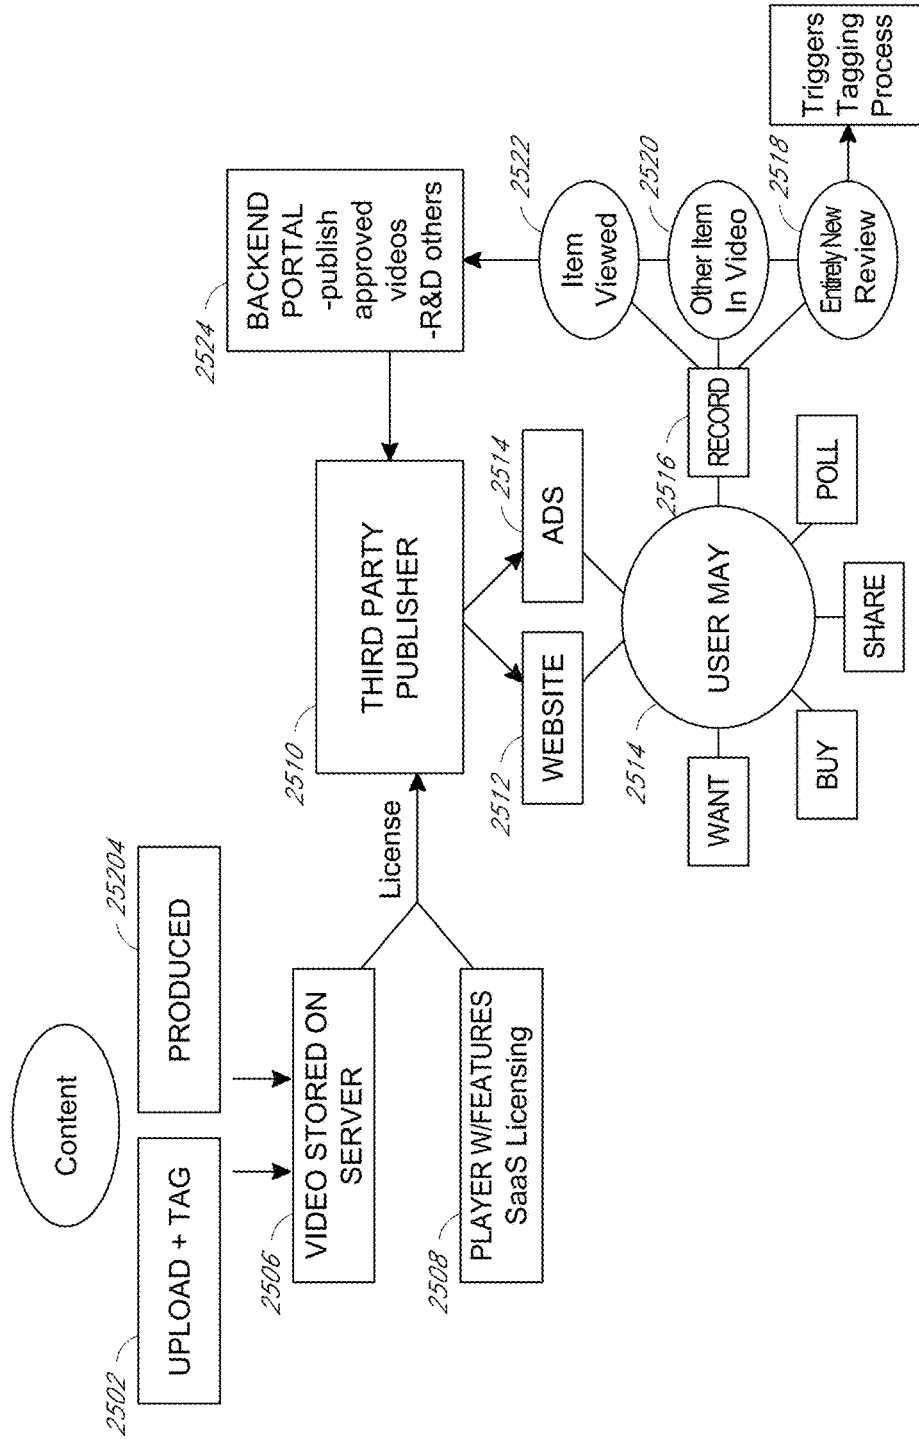 Content
2502
UPLOAD + TAG
25204
PRODUCED
2506
VIDEO STORED ON
SERVER
2508
PLAYER W/FEATURES
SaaS Licensing
License
2510
THIRD PARTY
PUBLISHER
2524
BACKEND
PORTAL
-publish
approved
videos
-R&D others
2512
WEBSITE
2514
ADS
2514
USER MAY
WANT
BUY
SHARE
POLL
2516
RECORD
2522
Item
Viewed
2520
Other Item
In Video
2518
Entirely New
Review
Triggers
Tagging
Process